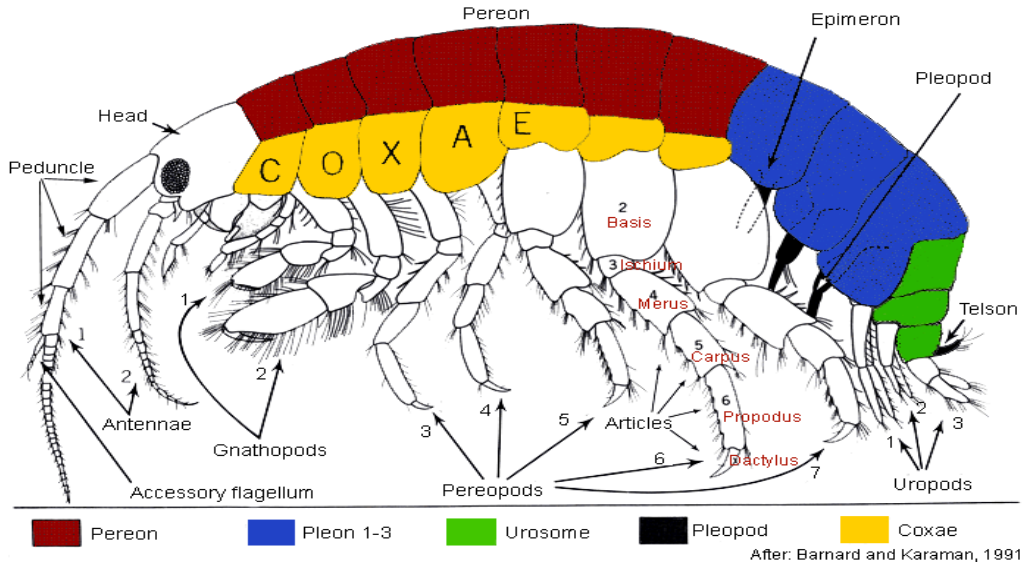 Pereon
Epimeron
Pleopod
Head
Peduncle
C O X A E
2
Basis
3 Ischium
4
Merus
5
Carpus
6
Propodus
Dactylus
Telson
1
2
Antennae
1
2
Gnathopods
Accessory flagellum
3
4
5
6
7
Pereopods
Articles
1
2
3
Uropods
Pereon
Pleon 1-3
Urosome
Pleopod
Coxae
After: Barnard and Karaman, 1991